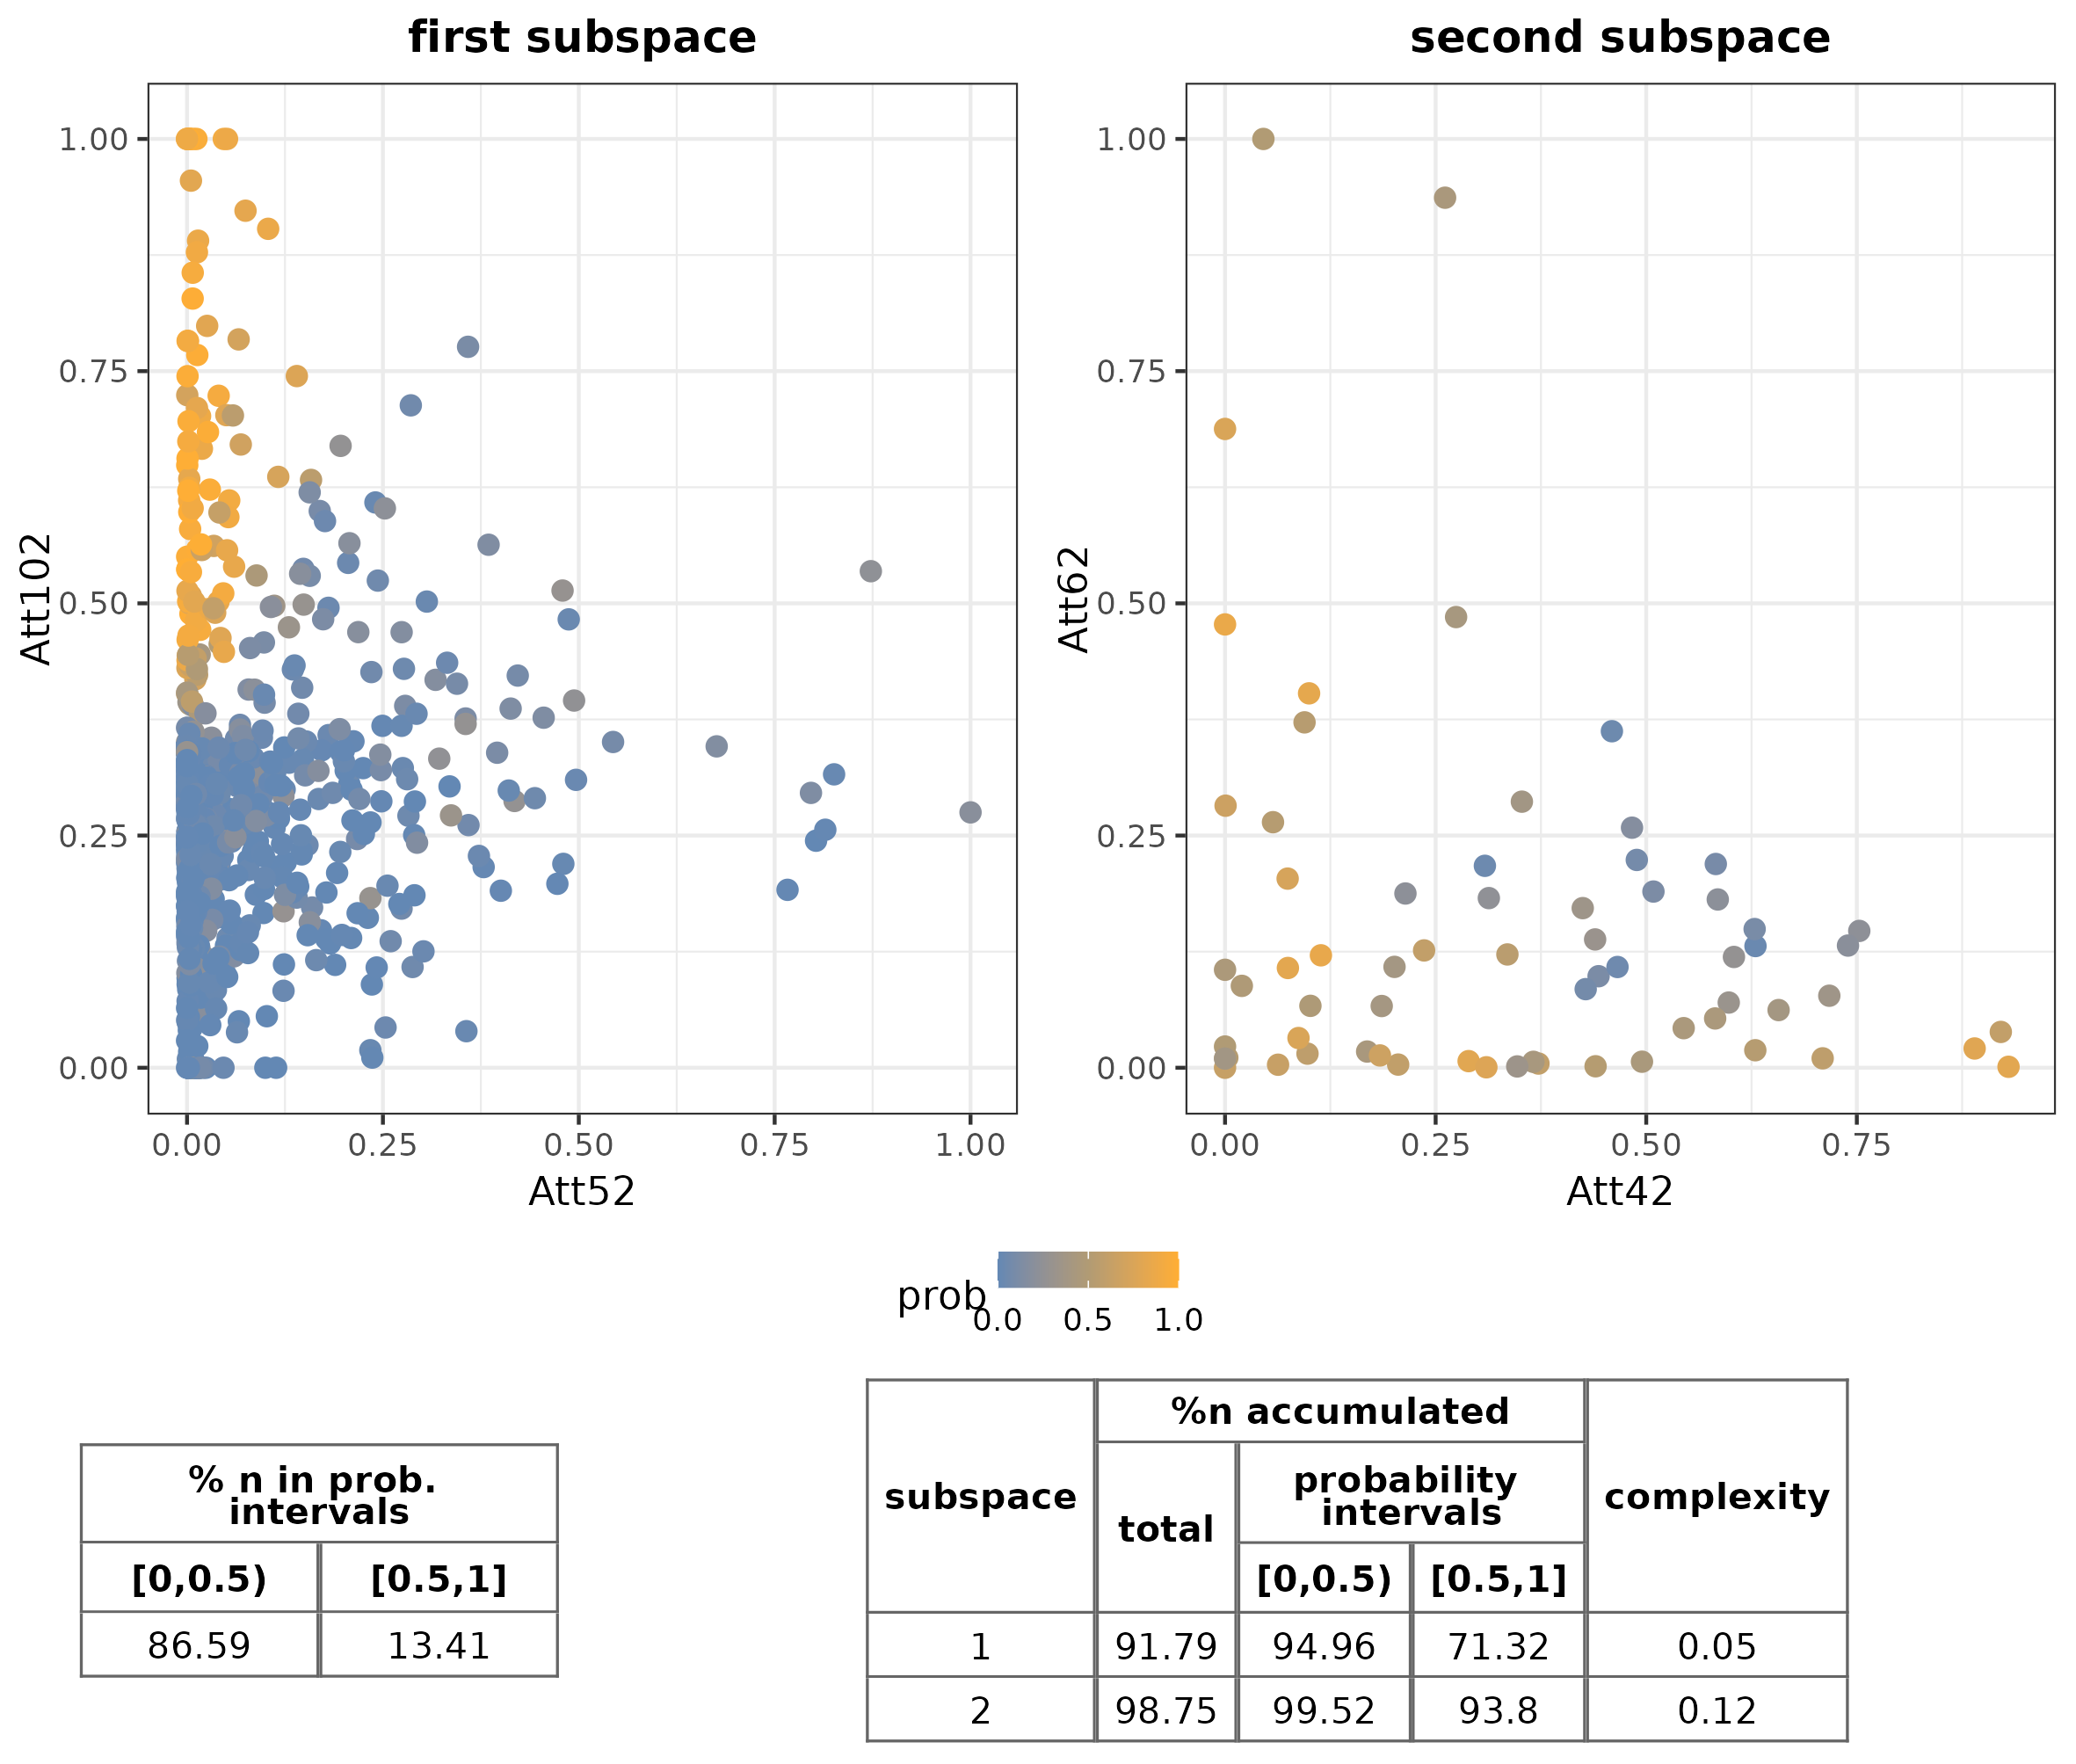 first subspace
second subspace
1.00
0.75
0.50
0.25
0.00
Att102
0.00 0.25 0.50 0.75 1.00
Att52
1.00
0.75
0.50
0.25
0.00
Att62
0.00 0.25 0.50 0.75
Att42
prob
0.0 0.5 1.0
% n in prob.
intervals
[0,0.5) [0.5,1]
86.59 13.41
%n accumulated
subspace total probability
intervals complexity
[0,0.5) [0.5,1]
1 91.79 94.96 71.32 0.05
2 98.75 99.52 93.8 0.12